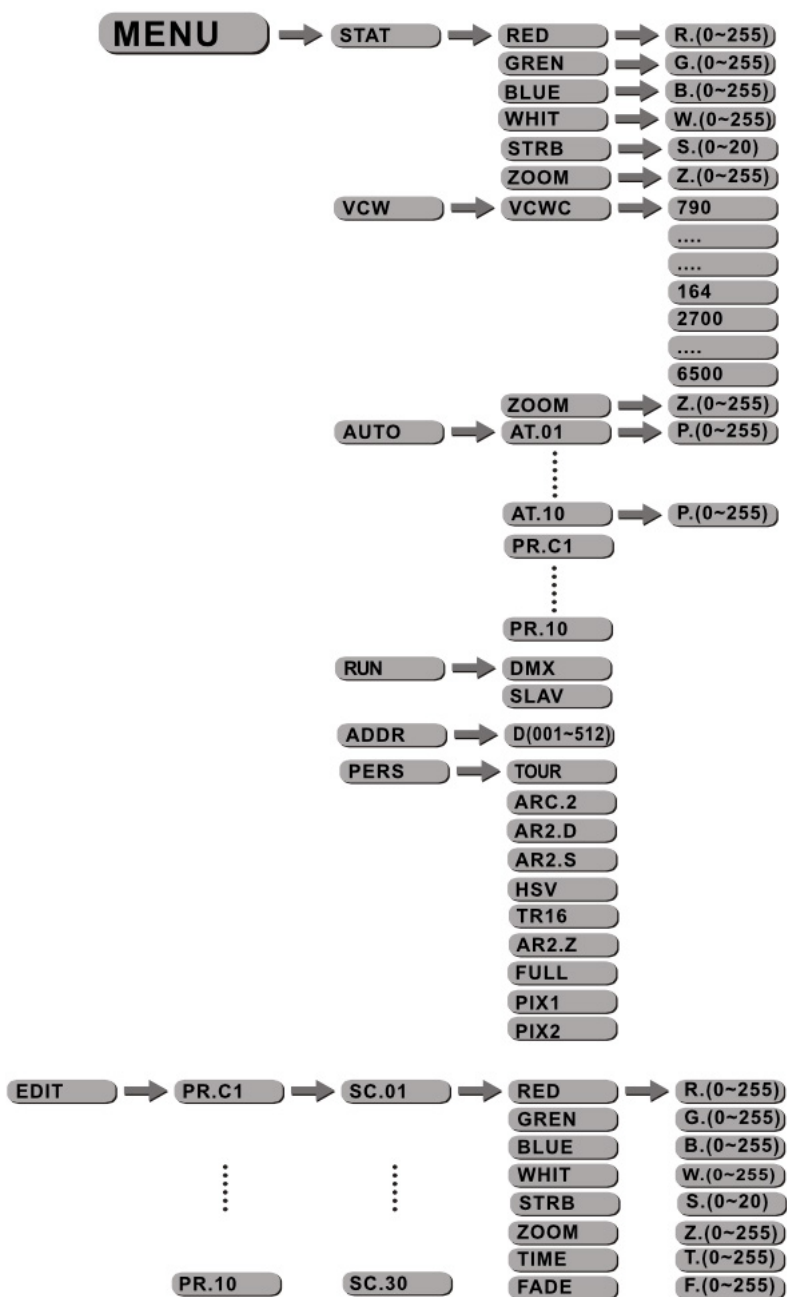 MENU STAT RED R.(0~255)
GREN G.(0~255)
BLUE B.(0~255)
WHIT W.(0~255)
STRB S.(0~20)
ZOOM Z.(0~255)
VCW VCWC 790
....
....
164
2700
....
6500
ZOOM Z.(0~255)
AUTO AT.01 P.(0~255)
AT.10 P.(0~255)
PR.C1
PR.10
RUN DMX
SLAV
ADDR D(001~512)
PERS TOUR
ARC.2
AR2.D
AR2.S
HSV
TR16
AR2.Z
FULL
PIX1
PIX2
EDIT PR.C1 SC.01 RED R.(0~255)
GREN G.(0~255)
BLUE B.(0~255)
WHIT W.(0~255)
STRB S.(0~20)
ZOOM Z.(0~255)
TIME T.(0~255)
PR.10 SC.30 FADE F.(0~255)